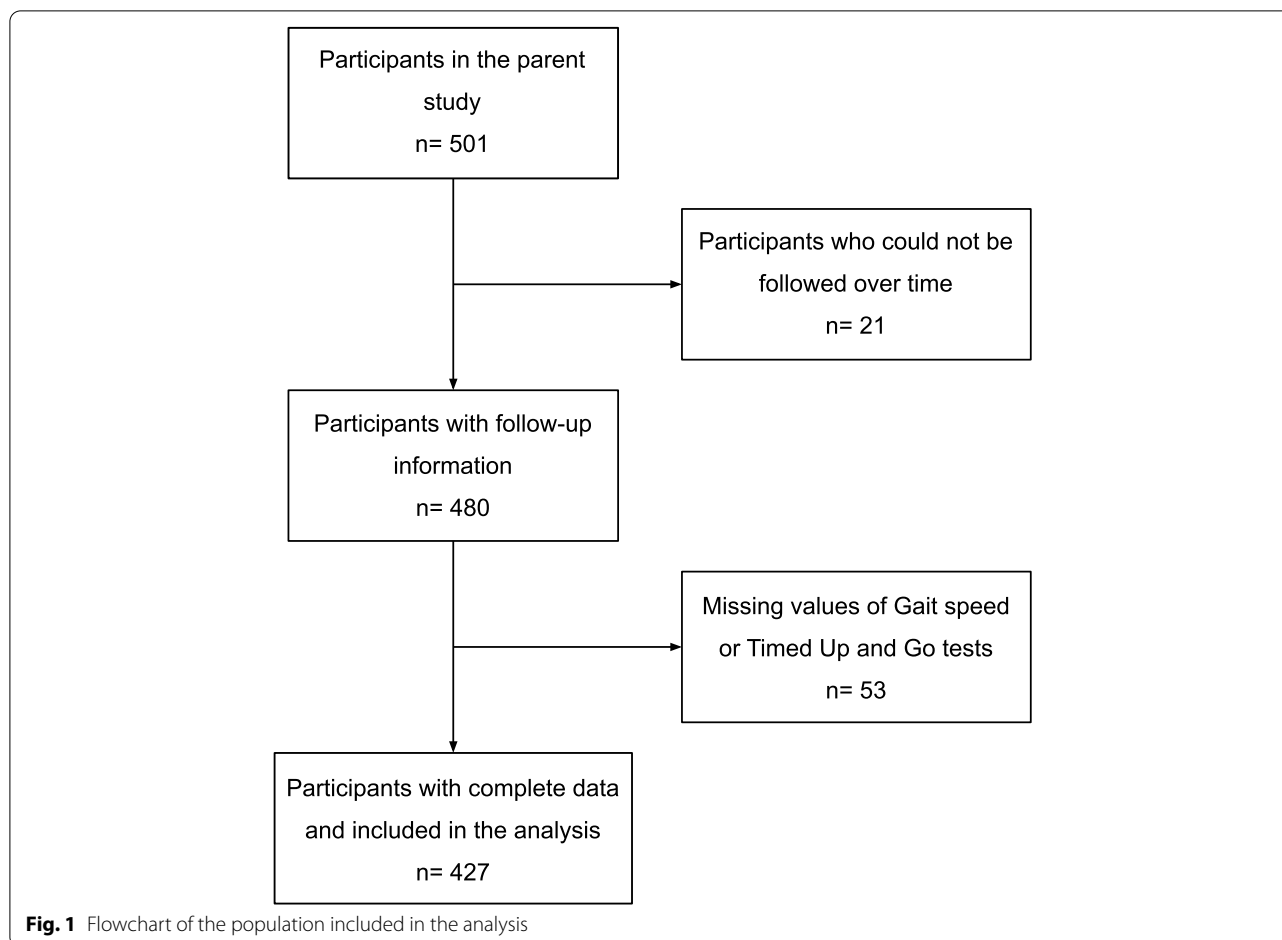 Participants in the parent
study
n= 501
Participants who could not be
followed over time
n= 21
Participants with follow-up
information
n= 480
Missing values of Gait speed
or Timed Up and Go tests
n= 53
Participants with complete data
and included in the analysis
n= 427
Fig. 1 Flowchart of the population included in the analysis